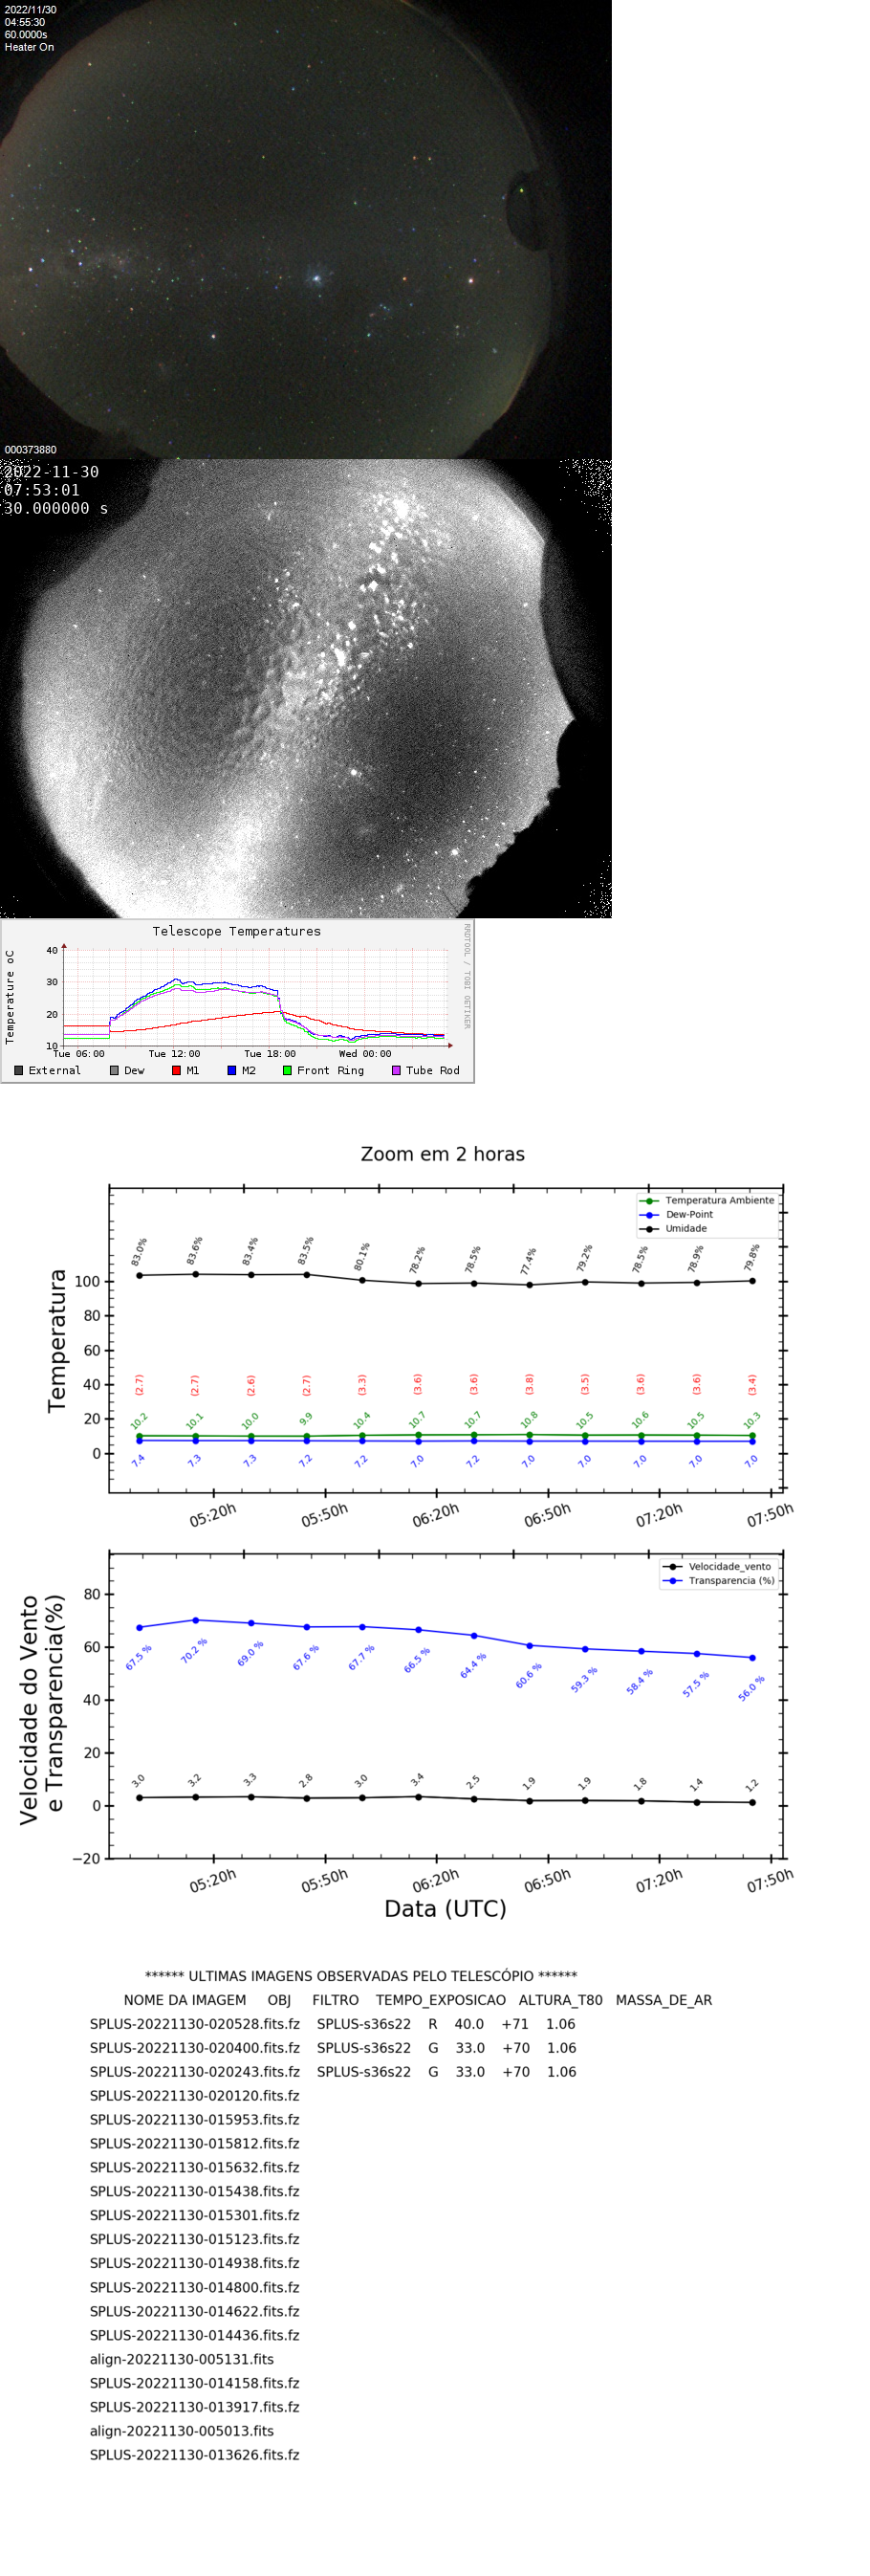 2022/11/30
04:55:30
60.0000s
Heater On
000373880
2022-11-30
07:53:01
30.000000 s
Telescope Temperatures
RRDTOOL / TOBI OETIKER
Temperature oC
40
30
20
10
Tue 06:00 Tue 12:00 Tue 18:00 Wed 00:00
External Dew M1 M2 Front Ring Tube Rod
Zoom em 2 horas
Temperatura Ambiente
Dew-Point
Umidade
83.0% 83.6% 83.4% 83.5% 80.1% 78.2% 78.5% 77.4% 79.2% 78.5% 78.9% 79.8%
Temperatura
100
80
60
40
20
0
(2.7) (2.7) (2.6) (2.7) (3.3) (3.6) (3.6) (3.8) (3.5) (3.6) (3.6) (3.4)
10.2 10.1 10.0 9.9 10.4 10.7 10.7 10.8 10.5 10.6 10.5 10.3
7.4 7.3 7.3 7.2 7.2 7.0 7.2 7.0 7.0 7.0 7.0 7.0
05:20h 05:50h 06:20h 06:50h 07:20h 07:50h
Velocidade_vento
Transparencia (%)
Velocidade do Vento
e Transparencia(%)
80
60
40
20
0
−20
67.5 % 70.2 % 69.0 % 67.6 % 67.7 % 66.5 % 64.4 % 60.6 % 59.3 % 58.4 % 57.5 % 56.0 %
3.0 3.2 3.3 2.8 3.0 3.4 2.5 1.9 1.9 1.8 1.4 1.2
05:20h 05:50h 06:20h 06:50h 07:20h 07:50h
Data (UTC)
****** ULTIMAS IMAGENS OBSERVADAS PELO TELESCÓPIO ******
NOME DA IMAGEM OBJ FILTRO TEMPO_EXPOSICAO ALTURA_T80 MASSA_DE_AR
SPLUS-20221130-020528.fits.fz SPLUS-s36s22 R 40.0 +71 1.06
SPLUS-20221130-020400.fits.fz SPLUS-s36s22 G 33.0 +70 1.06
SPLUS-20221130-020243.fits.fz SPLUS-s36s22 G 33.0 +70 1.06
SPLUS-20221130-020120.fits.fz
SPLUS-20221130-015953.fits.fz
SPLUS-20221130-015812.fits.fz
SPLUS-20221130-015632.fits.fz
SPLUS-20221130-015438.fits.fz
SPLUS-20221130-015301.fits.fz
SPLUS-20221130-015123.fits.fz
SPLUS-20221130-014938.fits.fz
SPLUS-20221130-014800.fits.fz
SPLUS-20221130-014622.fits.fz
SPLUS-20221130-014436.fits.fz
align-20221130-005131.fits
SPLUS-20221130-014158.fits.fz
SPLUS-20221130-013917.fits.fz
align-20221130-005013.fits
SPLUS-20221130-013626.fits.fz